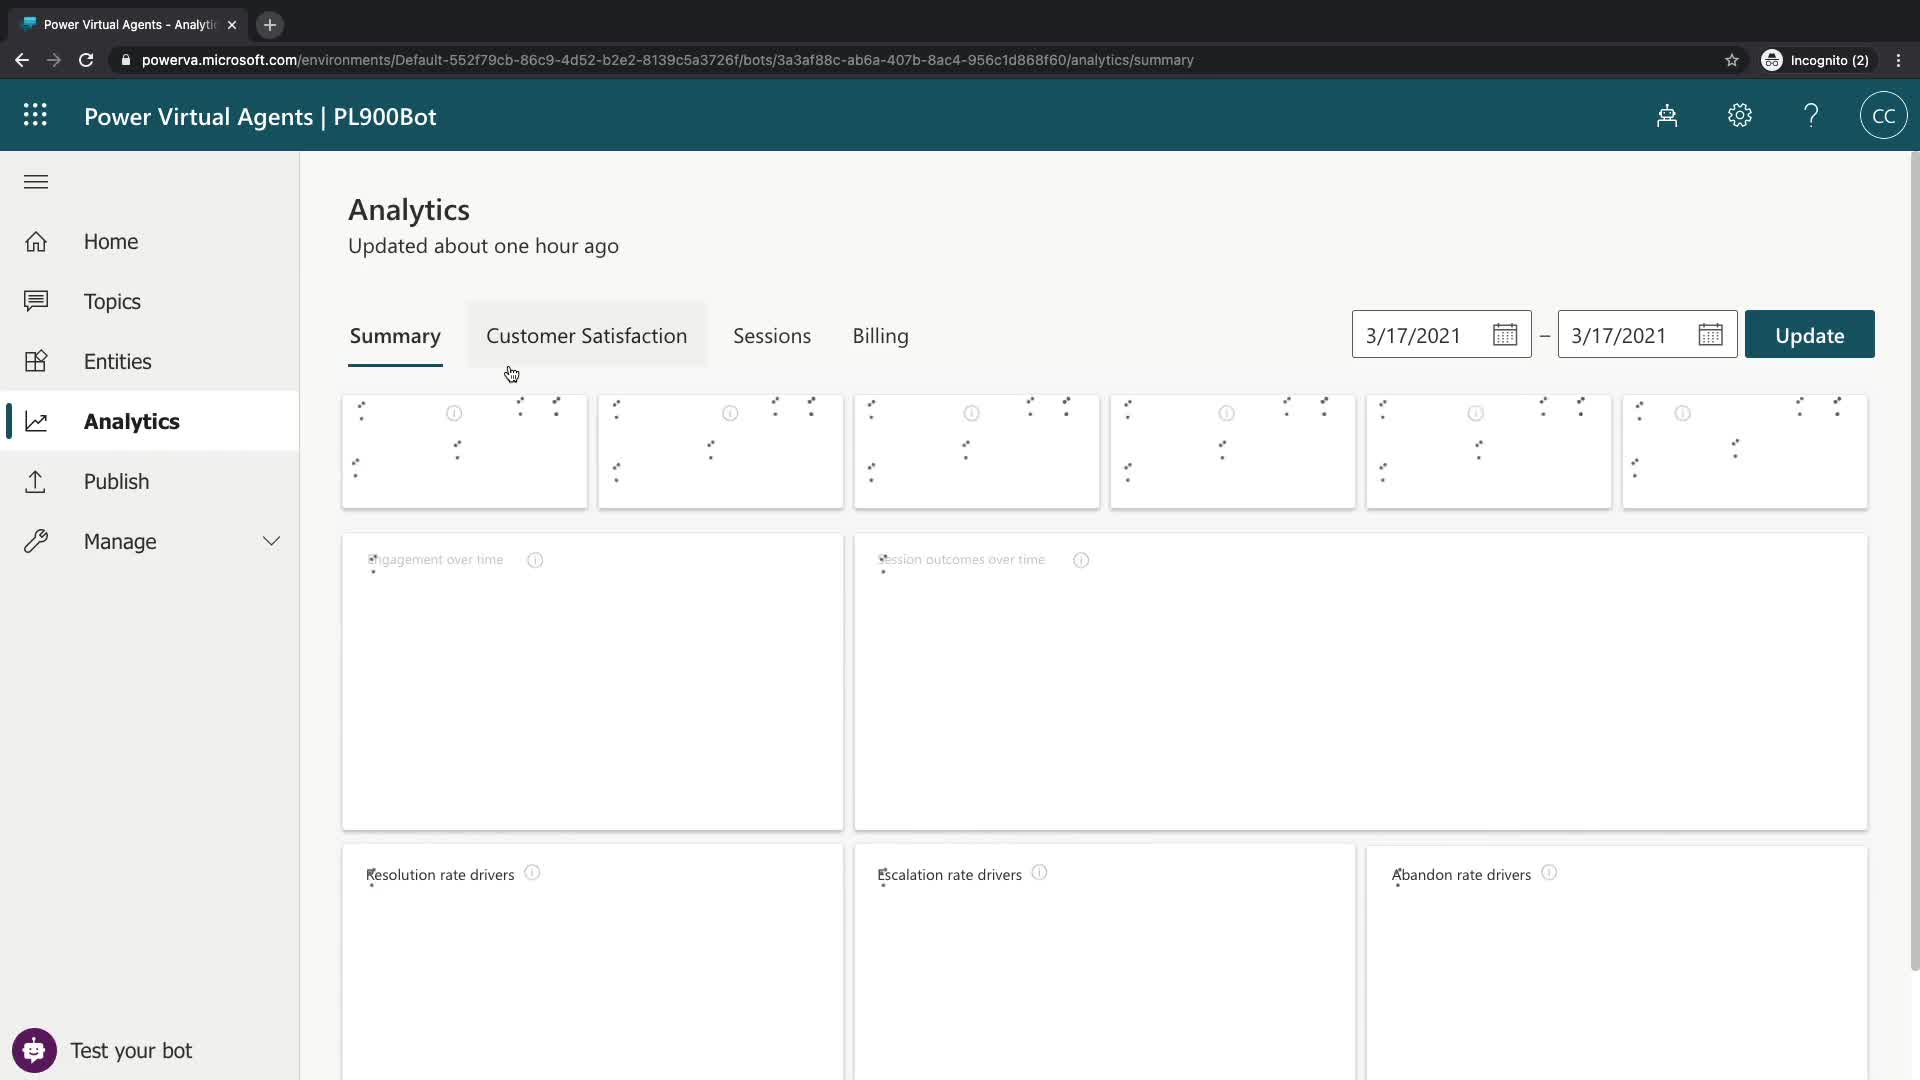 Power Virtual Agents - Analytic
powerva.microsoft.com/environments/Default-552f79cb-86c9-4d52-b2e2-8139c5a3726f/bots/3a3af88c-ab6a-407b-8ac4-956c1d868f60/analytics/summary
Incognito (2)
Power Virtual Agents | PL900Bot
CC
Home
Topics
Entities
Analytics
Publish
Manage
Test your bot
Analytics
Updated about one hour ago
Summary
Customer Satisfaction
Sessions
Billing
3/17/2021 – 3/17/2021
Update
Engagement over time
Session outcomes over time
Resolution rate drivers
Escalation rate drivers
Abandon rate drivers